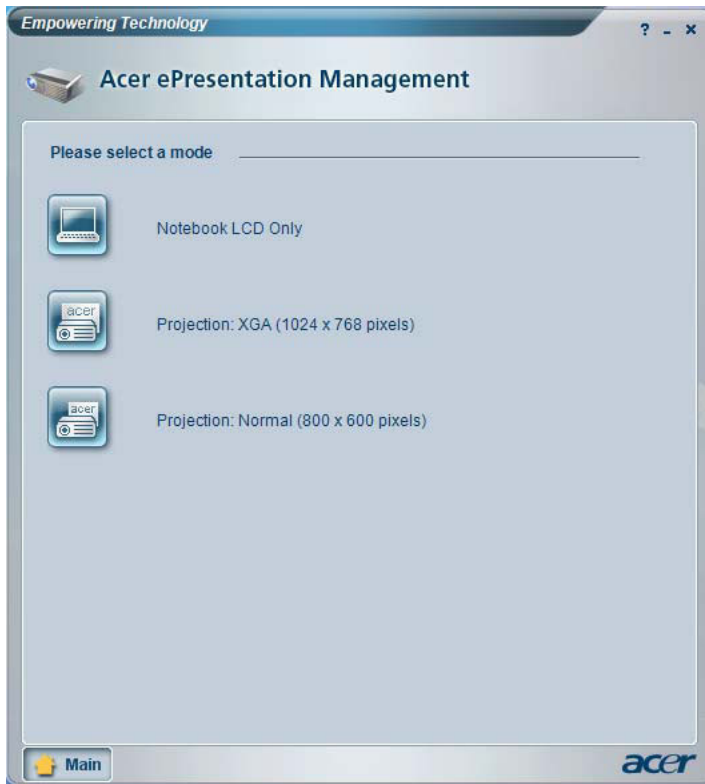 Empowering Technology
? - ×
Acer ePresentation Management
Please select a mode
Notebook LCD Only
acer
Projection: XGA (1024 x 768 pixels)
acer
Projection: Normal (800 x 600 pixels)
Main
acer